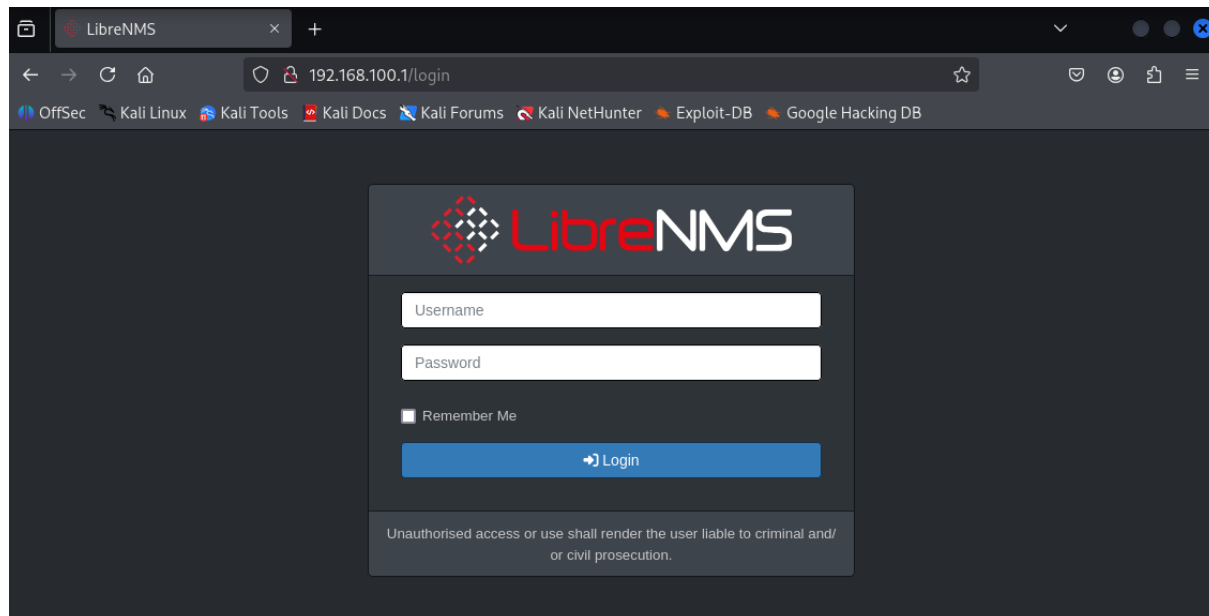 LibreNMS
192.168.100.1/login
OffSec Kali Linux Kali Tools Kali Docs Kali Forums Kali NetHunter Exploit-DB Google Hacking DB
LibreNMS
Username
Password
Remember Me
Login
Unauthorised access or use shall render the user liable to criminal and/
or civil prosecution.